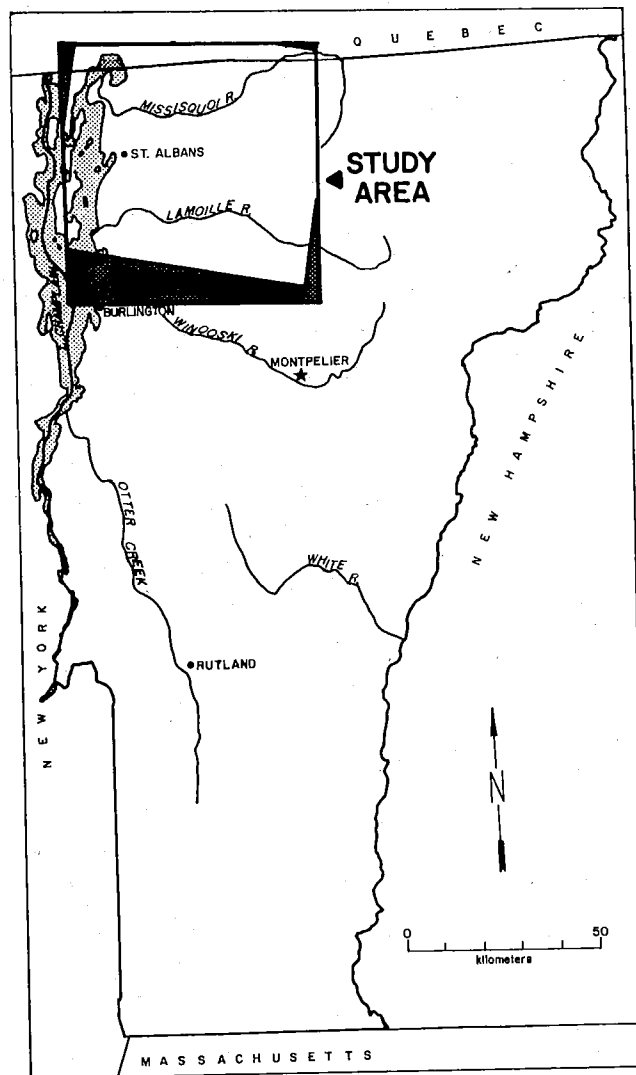 QUEBEC
MISSISQUOI R.
ST. ALBANS
STUDY
AREA
LAMOILLE R.
BURLINGTON
WINOOSKI R.
MONTPELIER
NEW HAMPSHIRE
OTTER CREEK
WHITE R.
NEW YORK
RUTLAND
N
0 50
kilometers
MASSACHUSETTS